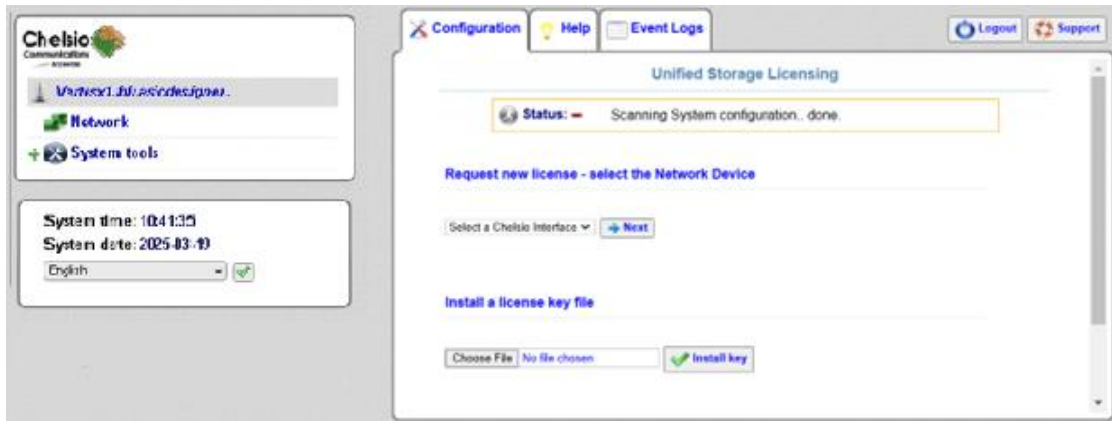 Chelsio
Communications
Network
System tools
System time: 10:41:35
System date: 2025-03-19
English
Configuration
Help
Event Logs
Logout
Support
Unified Storage Licensing
Status:
Scanning System configuration.. done.
Request new license - select the Network Device
Select a Chelsio Interface
Next
Install a license key file
Choose File No file chosen
Install key